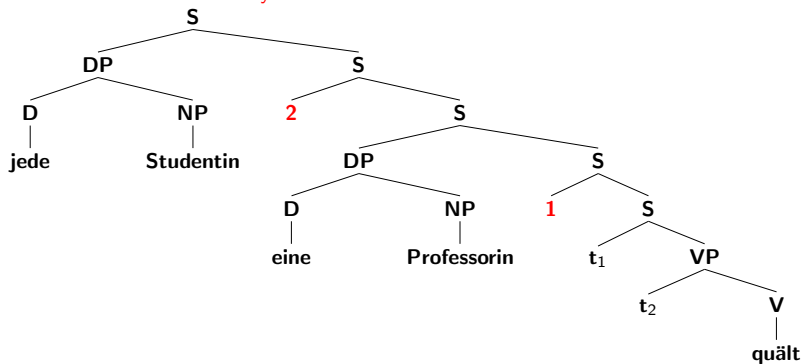 S
DP S
D NP 2 S
jede Studentin DP S
D NP 1 S
eine Professorin t₁ VP
t₂ V
quält